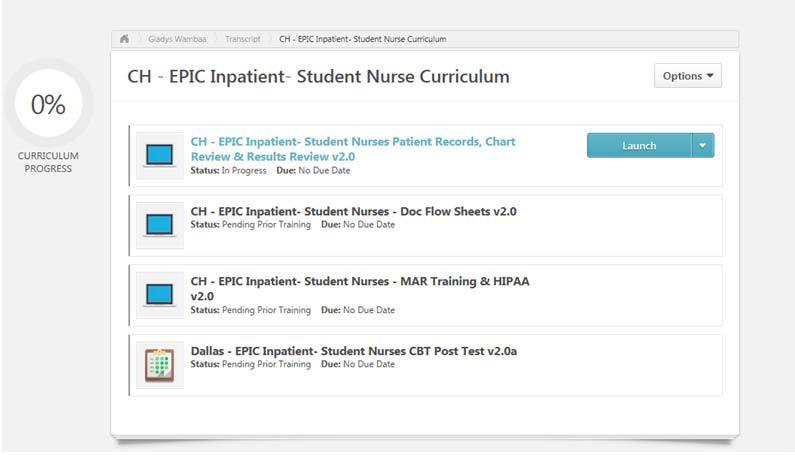 Gladys Wambaa Transcript CH - EPIC Inpatient- Student Nurse Curriculum
CH - EPIC Inpatient- Student Nurse Curriculum
Options
0%
CURRICULUM
PROGRESS
CH - EPIC Inpatient- Student Nurses Patient Records, Chart
Review & Results Review v2.0
Status: In Progress Due: No Due Date
Launch
CH - EPIC Inpatient- Student Nurses - Doc Flow Sheets v2.0
Status: Pending Prior Training Due: No Due Date
CH - EPIC Inpatient- Student Nurses - MAR Training & HIPAA
v2.0
Status: Pending Prior Training Due: No Due Date
Dallas - EPIC Inpatient- Student Nurses CBT Post Test v2.0a
Status: Pending Prior Training Due: No Due Date